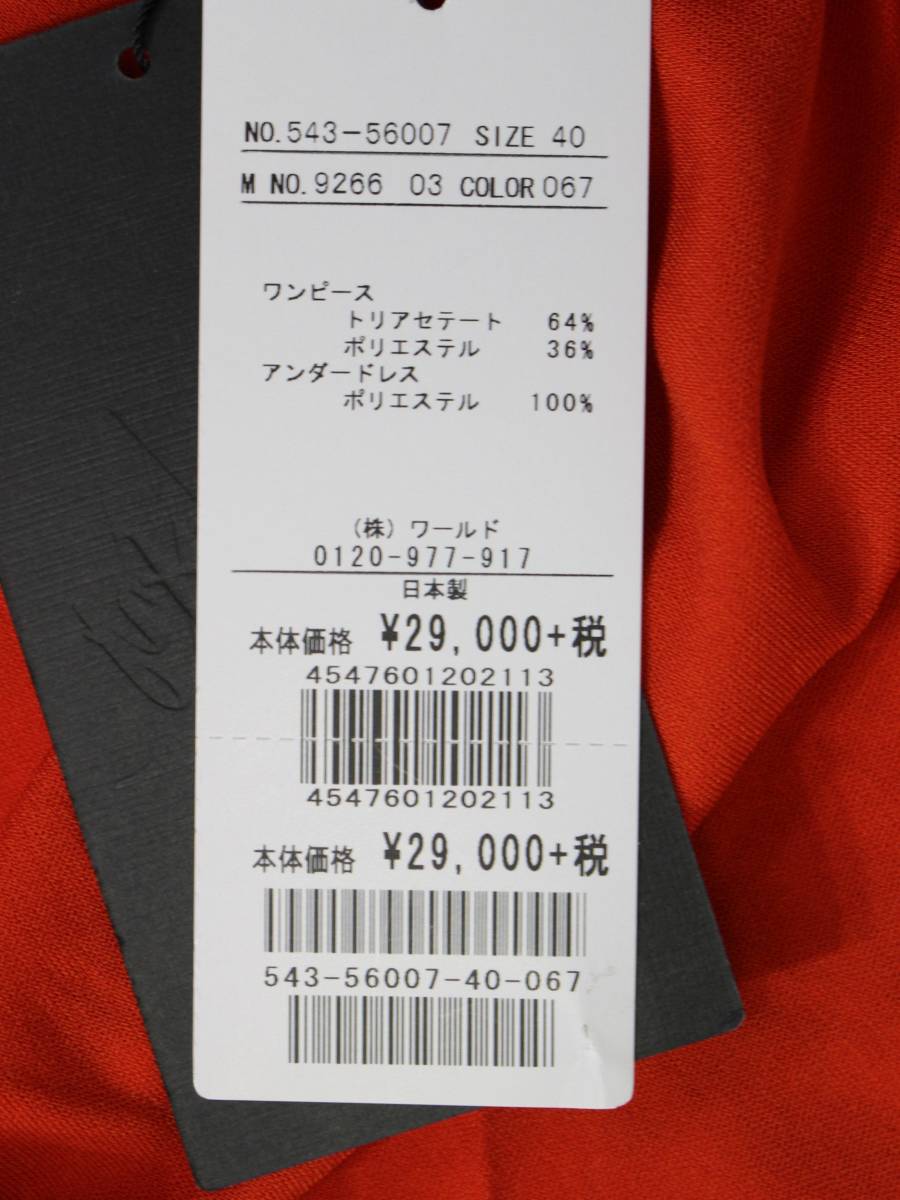 NO.543-56007 SIZE 40
M NO.9266 03 COLOR 067
ワンピース
トリアセテート 64%
ポリエステル 36%
アンダードレス
ポリエステル 100%
(株)ワールド
0120-977-917
日本製
本体価格 ¥29,000+税
4547601202113
4547601202113
本体価格 ¥29,000+税
543-56007-40-067